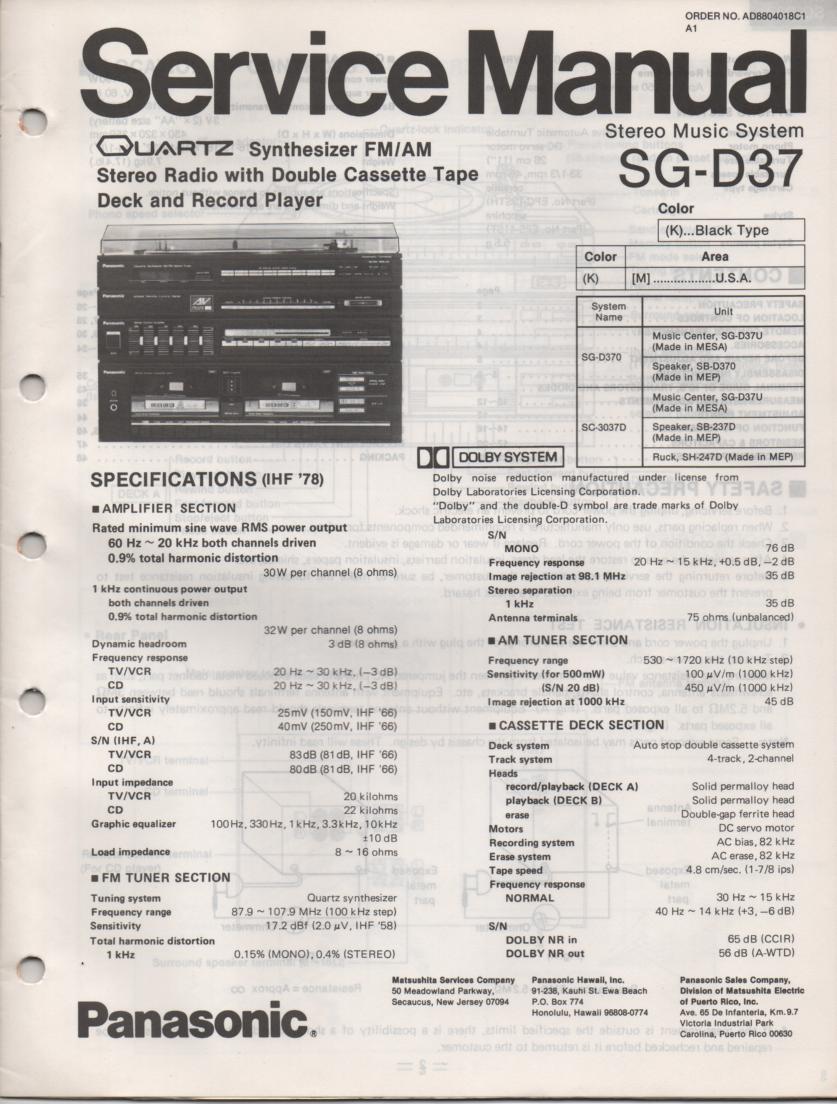 ORDER NO. AD8804018C1
A1
Service Manual
Stereo Music System
SG-D37
QUARTZ Synthesizer FM/AM
Stereo Radio with Double Cassette Tape
Deck and Record Player
Color
(K)...Black Type
Color Area
(K) [M] ..................U.S.A.
System Name Unit
SG-D370
Music Center, SG-D37U
(Made in MESA)
Speaker, SB-D370
(Made in MEP)
SC-3037D
Music Center, SG-D37U
(Made in MESA)
Speaker, SB-237D
(Made in MEP)
Ruck, SH-247D (Made in MEP)
DOLBY SYSTEM
Dolby noise reduction manufactured under license from
Dolby Laboratories Licensing Corporation.
"Dolby" and the double-D symbol are trade marks of Dolby
Laboratories Licensing Corporation.
SPECIFICATIONS (IHF '78)
■ AMPLIFIER SECTION
Rated minimum sine wave RMS power output
60 Hz ~ 20 kHz both channels driven
0.9% total harmonic distortion
30W per channel (8 ohms)
1 kHz continuous power output
both channels driven
0.9% total harmonic distortion
32W per channel (8 ohms)
Dynamic headroom 3 dB (8 ohms)
Frequency response
TV/VCR 20 Hz ~ 30 kHz, (−3 dB)
CD 20 Hz ~ 30 kHz, (−3 dB)
Input sensitivity
TV/VCR 25mV (150mV, IHF '66)
CD 40mV (250mV, IHF '66)
S/N (IHF, A)
TV/VCR 83dB (81dB, IHF '66)
CD 80dB (81dB, IHF '66)
Input impedance
TV/VCR 20 kilohms
CD 22 kilohms
Graphic equalizer 100Hz, 330Hz, 1kHz, 3.3kHz, 10kHz
±10 dB
Load impedance 8 ~ 16 ohms
■ FM TUNER SECTION
Tuning system Quartz synthesizer
Frequency range 87.9 ~ 107.9 MHz (100 kHz step)
Sensitivity 17.2 dBf (2.0 µV, IHF '58)
Total harmonic distortion
1 kHz 0.15% (MONO), 0.4% (STEREO)
S/N
MONO 76 dB
Frequency response 20 Hz ~ 15 kHz, +0.5 dB, −2 dB
Image rejection at 98.1 MHz 35 dB
Stereo separation
1 kHz 35 dB
Antenna terminals 75 ohms (unbalanced)
■ AM TUNER SECTION
Frequency range 530 ~ 1720 kHz (10 kHz step)
Sensitivity (for 500mW) 100 µV/m (1000 kHz)
(S/N 20 dB) 450 µV/m (1000 kHz)
Image rejection at 1000 kHz 45 dB
■ CASSETTE DECK SECTION
Deck system Auto stop double cassette system
Track system 4-track, 2-channel
Heads
record/playback (DECK A) Solid permalloy head
playback (DECK B) Solid permalloy head
erase Double-gap ferrite head
Motors DC servo motor
Recording system AC bias, 82 kHz
Erase system AC erase, 82 kHz
Tape speed 4.8 cm/sec. (1-7/8 ips)
Frequency response
NORMAL 30 Hz ~ 15 kHz
40 Hz ~ 14 kHz (+3, −6 dB)
S/N
DOLBY NR in 65 dB (CCIR)
DOLBY NR out 56 dB (A-WTD)
Panasonic®
Matsushita Services Company
50 Meadowland Parkway,
Secaucus, New Jersey 07094
Panasonic Hawaii, Inc.
91-238, Kauhi St. Ewa Beach
P.O. Box 774
Honolulu, Hawaii 96808-0774
Panasonic Sales Company,
Division of Matsushita Electric
of Puerto Rico, Inc.
Ave. 65 De Infanteria, Km.9.7
Victoria Industrial Park
Carolina, Puerto Rico 00630